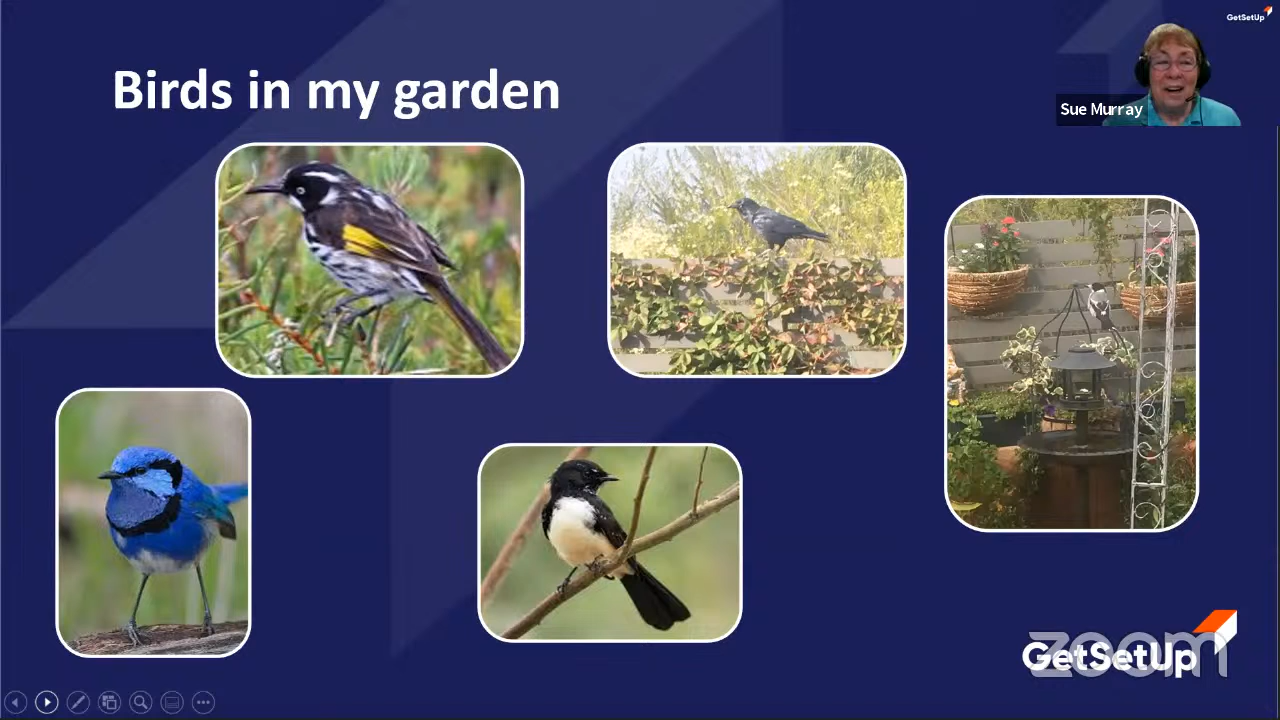 GetSetUp
Birds in my garden
Sue Murray
zoom
GetSetUp